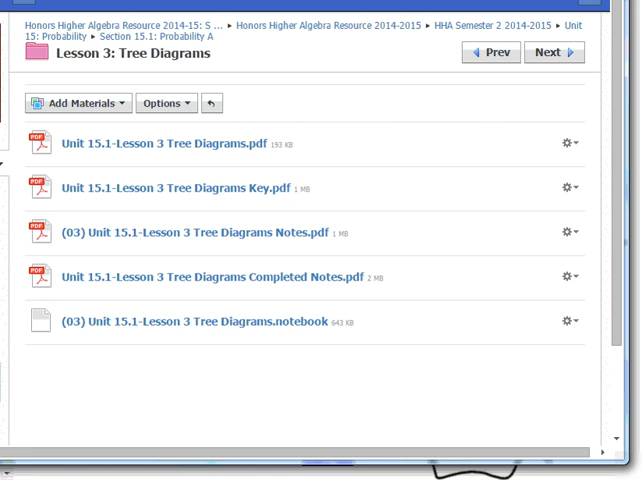 Honors Higher Algebra Resource 2014-15: S ... ▸ Honors Higher Algebra Resource 2014-2015 ▸ HHA Semester 2 2014-2015 ▸ Unit
15: Probability ▸ Section 15.1: Probability A
Lesson 3: Tree Diagrams
Prev Next
Add Materials Options
Unit 15.1-Lesson 3 Tree Diagrams.pdf 193 KB
Unit 15.1-Lesson 3 Tree Diagrams Key.pdf 1 MB
(03) Unit 15.1-Lesson 3 Tree Diagrams Notes.pdf 1 MB
Unit 15.1-Lesson 3 Tree Diagrams Completed Notes.pdf 2 MB
(03) Unit 15.1-Lesson 3 Tree Diagrams.notebook 643 KB